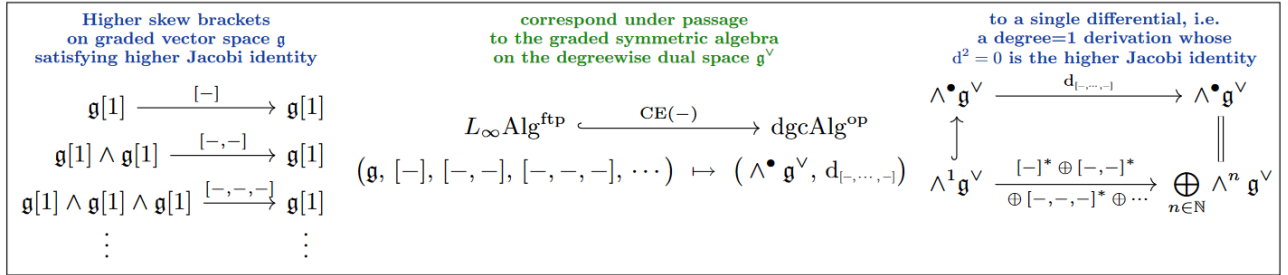 Higher skew brackets
on graded vector space 𝔤
satisfying higher Jacobi identity
𝔤[1] [−] 𝔤[1]
𝔤[1] ∧ 𝔤[1] [−,−] 𝔤[1]
𝔤[1] ∧ 𝔤[1] ∧ 𝔤[1] [−,−,−] 𝔤[1]
⋮ ⋮
correspond under passage
to the graded symmetric algebra
on the degreewise dual space 𝔤^∨
L_∞Alg^ftp CE(−) dgcAlg^op
(𝔤, [−], [−,−], [−,−,−], ⋯) ↦ (∧^• 𝔤^∨, d_[−,⋯,−])
to a single differential, i.e.
a degree=1 derivation whose
d² = 0 is the higher Jacobi identity
∧^•𝔤^∨ d_[−,⋯,−] ∧^•𝔤^∨
∧^1𝔤^∨ [−]* ⊕ [−,−]* ⊕ [−,−,−]* ⊕ ⋯ ⊕_{n∈ℕ} ∧^n 𝔤^∨